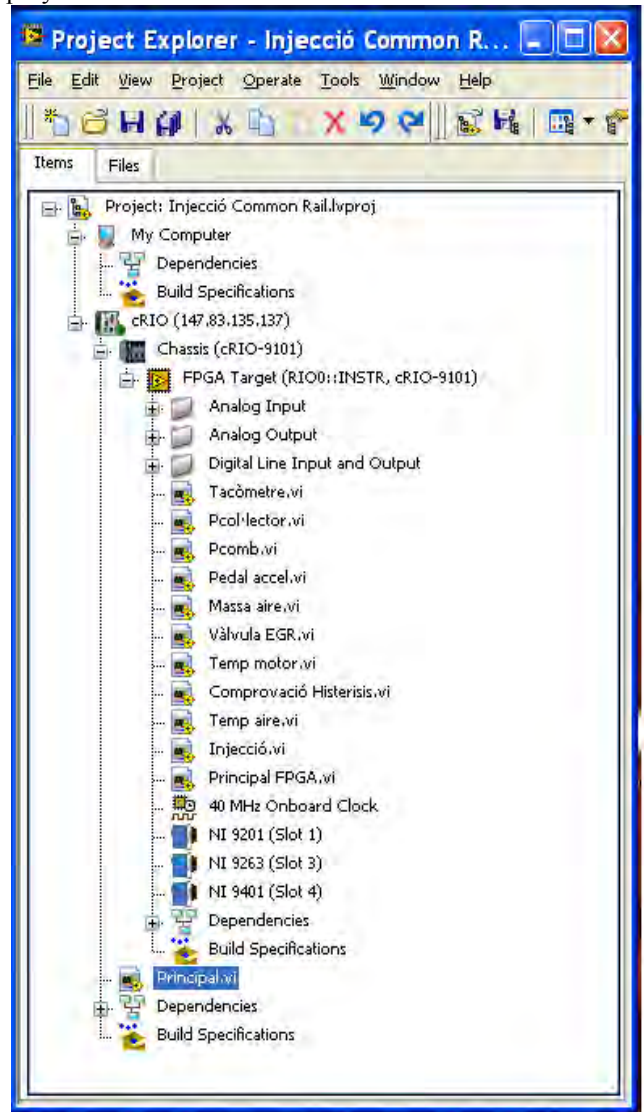 Project Explorer - Injecció Common R...
File Edit View Project Operate Tools Window Help
Items Files
Project: Injecció Common Rail.lvproj
My Computer
Dependencies
Build Specifications
cRIO (147.83.135.137)
Chassis (cRIO-9101)
FPGA Target (RIO0::INSTR, cRIO-9101)
Analog Input
Analog Output
Digital Line Input and Output
Tacòmetre.vi
Pcol·lector.vi
Pcomb.vi
Pedal accel.vi
Massa aire.vi
Vàlvula EGR.vi
Temp motor.vi
Comprovació Histerisis.vi
Temp aire.vi
Injecció.vi
Principal FPGA.vi
40 MHz Onboard Clock
NI 9201 (Slot 1)
NI 9263 (Slot 3)
NI 9401 (Slot 4)
Dependencies
Build Specifications
Principal.vi
Dependencies
Build Specifications